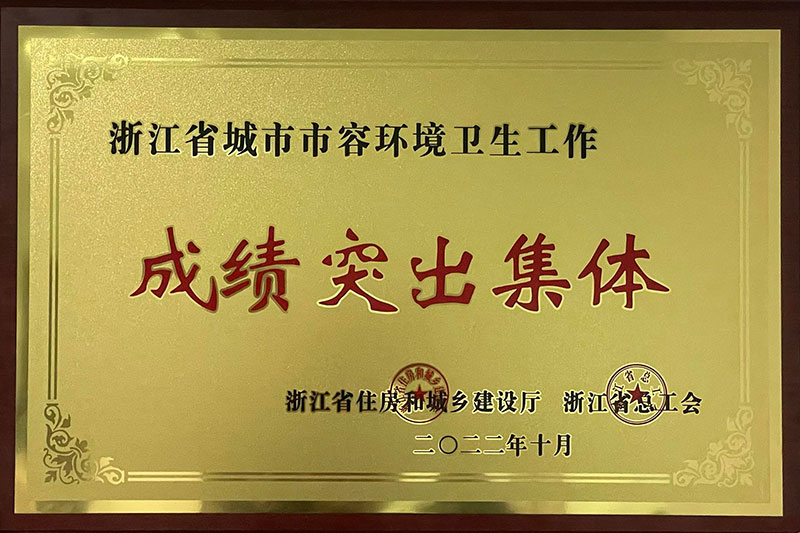 浙江省城市市容环境卫生工作
成绩突出集体
浙江省住房和城乡建设厅 浙江省总工会
二〇二二年十月